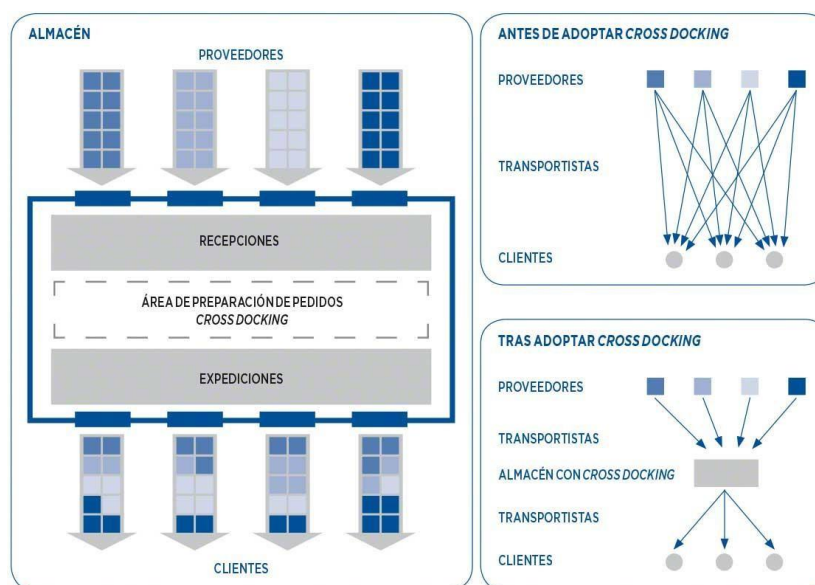 ALMACÉN
PROVEEDORES
RECEPCIONES
ÁREA DE PREPARACIÓN DE PEDIDOS
CROSS DOCKING
EXPEDICIONES
CLIENTES
ANTES DE ADOPTAR CROSS DOCKING
PROVEEDORES
TRANSPORTISTAS
CLIENTES
TRAS ADOPTAR CROSS DOCKING
PROVEEDORES
TRANSPORTISTAS
ALMACÉN CON CROSS DOCKING
TRANSPORTISTAS
CLIENTES